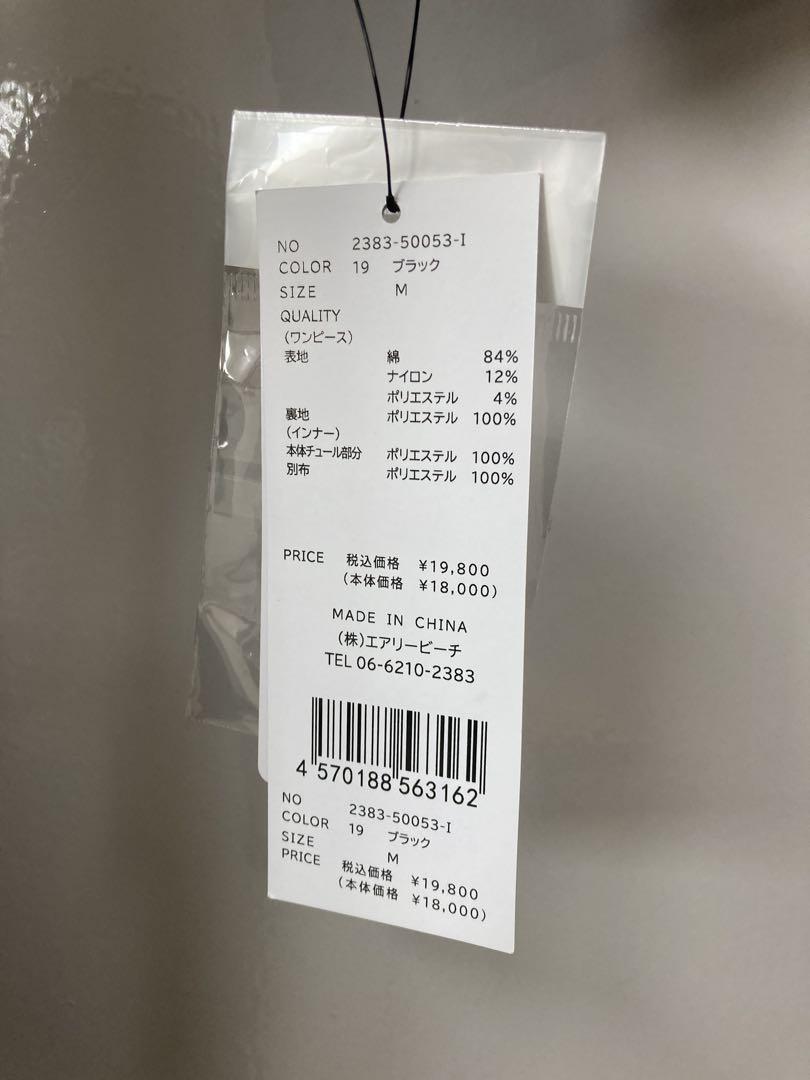 NO 2383-50053-I
COLOR 19 ブラック
SIZE M
QUALITY
(ワンピース)
表地 綿 84%
ナイロン 12%
ポリエステル 4%
裏地 ポリエステル 100%
(インナー)
本体チュール部分 ポリエステル 100%
別布 ポリエステル 100%
PRICE 税込価格 ¥19,800
(本体価格 ¥18,000)
MADE IN CHINA
(株)エアリービーチ
TEL 06-6210-2383
4 570188 563162
NO 2383-50053-I
COLOR 19 ブラック
SIZE M
PRICE 税込価格 ¥19,800
(本体価格 ¥18,000)